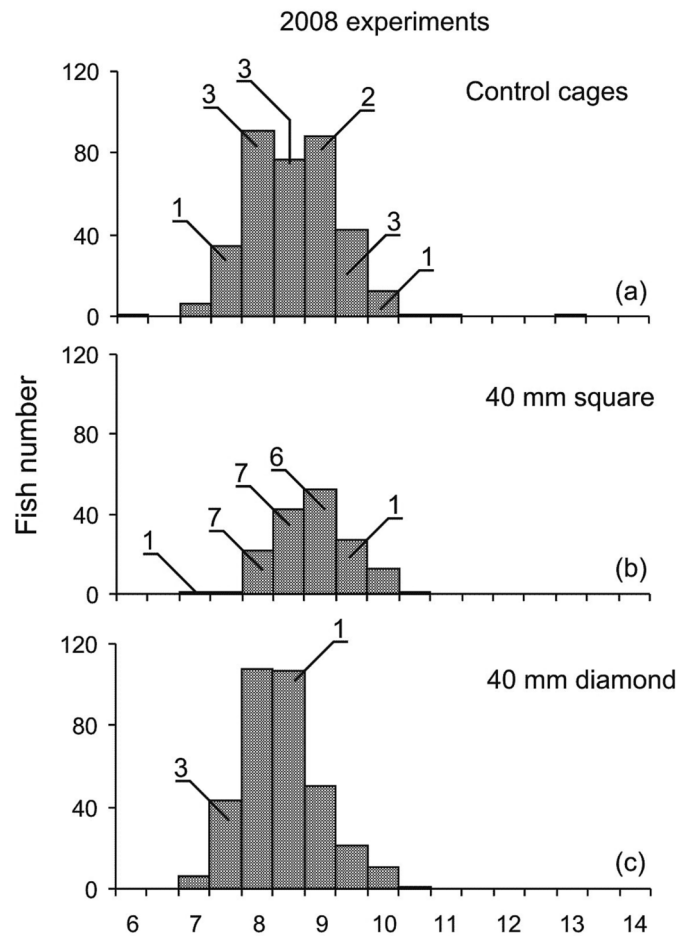 2008 experiments
Fish number
120
80
40
0
Control cages
1
3
3
2
3
1
(a)
120
80
40
0
40 mm square
1
7
7
6
1
(b)
120
80
40
0
40 mm diamond
3
1
(c)
6 7 8 9 10 11 12 13 14